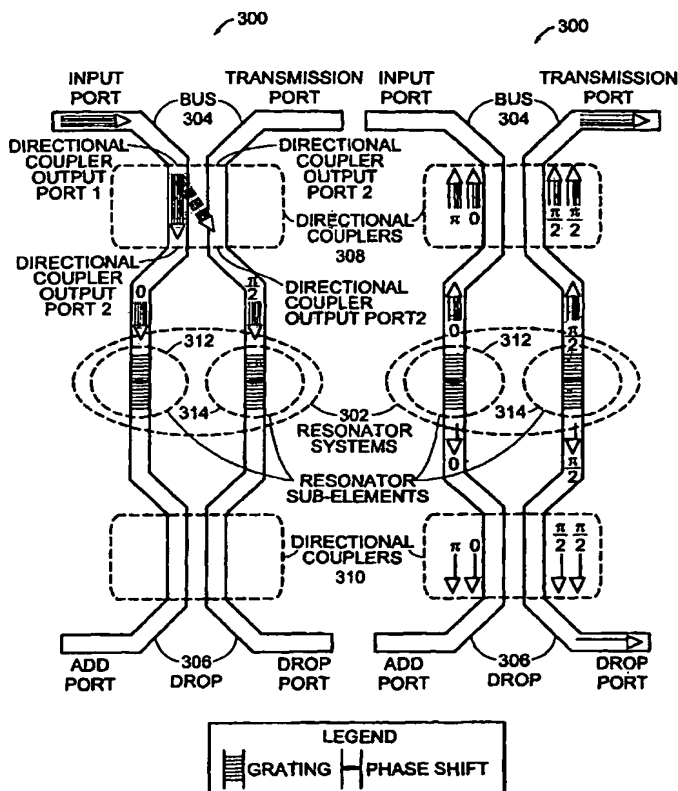 300
300
INPUT PORT
TRANSMISSION PORT
INPUT PORT
TRANSMISSION PORT
BUS 304
BUS 304
DIRECTIONAL COUPLER OUTPUT PORT 1
DIRECTIONAL COUPLER OUTPUT PORT 2
DIRECTIONAL COUPLERS 308
π 0
π/2 π/2
DIRECTIONAL COUPLER OUTPUT PORT 2
DIRECTIONAL COUPLER OUTPUT PORT2
0
π/2
0
π/2
312
312
314
314
302 RESONATOR SYSTEMS
0
π/2
RESONATOR SUB-ELEMENTS
DIRECTIONAL COUPLERS 310
π 0
π/2 π/2
ADD PORT
306 DROP
DROP PORT
ADD PORT
306 DROP
DROP PORT
LEGEND
GRATING
PHASE SHIFT